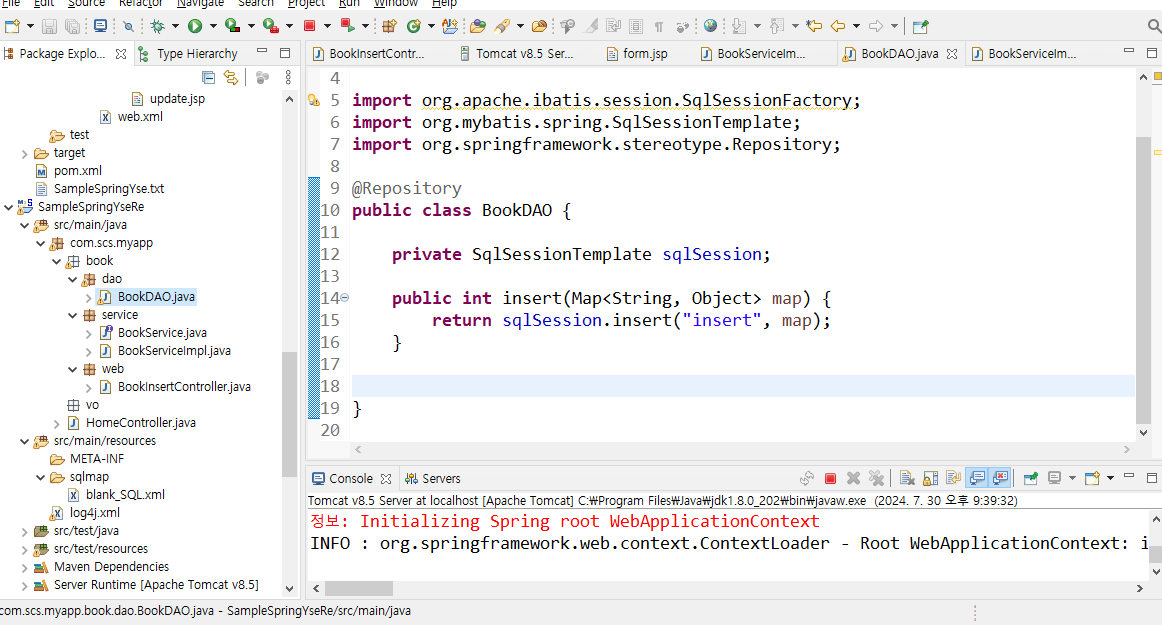 File Edit Source Refactor Navigate Search Project Run Window Help
Package Explo... Type Hierarchy
update.jsp
web.xml
test
target
pom.xml
SampleSpringYse.txt
SampleSpringYseRe
src/main/java
com.scs.myapp
book
dao
BookDAO.java
service
BookService.java
BookServiceImpl.java
web
BookInsertController.java
vo
HomeController.java
src/main/resources
META-INF
sqlmap
blank_SQL.xml
log4j.xml
src/test/java
src/test/resources
Maven Dependencies
Server Runtime [Apache Tomcat v8.5]
BookInsertContr... Tomcat v8.5 Ser... form.jsp BookServiceIm... BookDAO.java BookServiceIm...
4
5 import org.apache.ibatis.session.SqlSessionFactory;
6 import org.mybatis.spring.SqlSessionTemplate;
7 import org.springframework.stereotype.Repository;
8
9 @Repository
10 public class BookDAO {
11
12 private SqlSessionTemplate sqlSession;
13
14 public int insert(Map<String, Object> map) {
15 return sqlSession.insert("insert", map);
16 }
17
18
19 }
20
Console Servers
Tomcat v8.5 Server at localhost [Apache Tomcat] C:₩Program Files₩Java₩jdk1.8.0_202₩bin₩javaw.exe (2024. 7. 30 오후 9:39:32)
정보: Initializing Spring root WebApplicationContext
INFO : org.springframework.web.context.ContextLoader - Root WebApplicationContext: i
com.scs.myapp.book.dao.BookDAO.java - SampleSpringYseRe/src/main/java